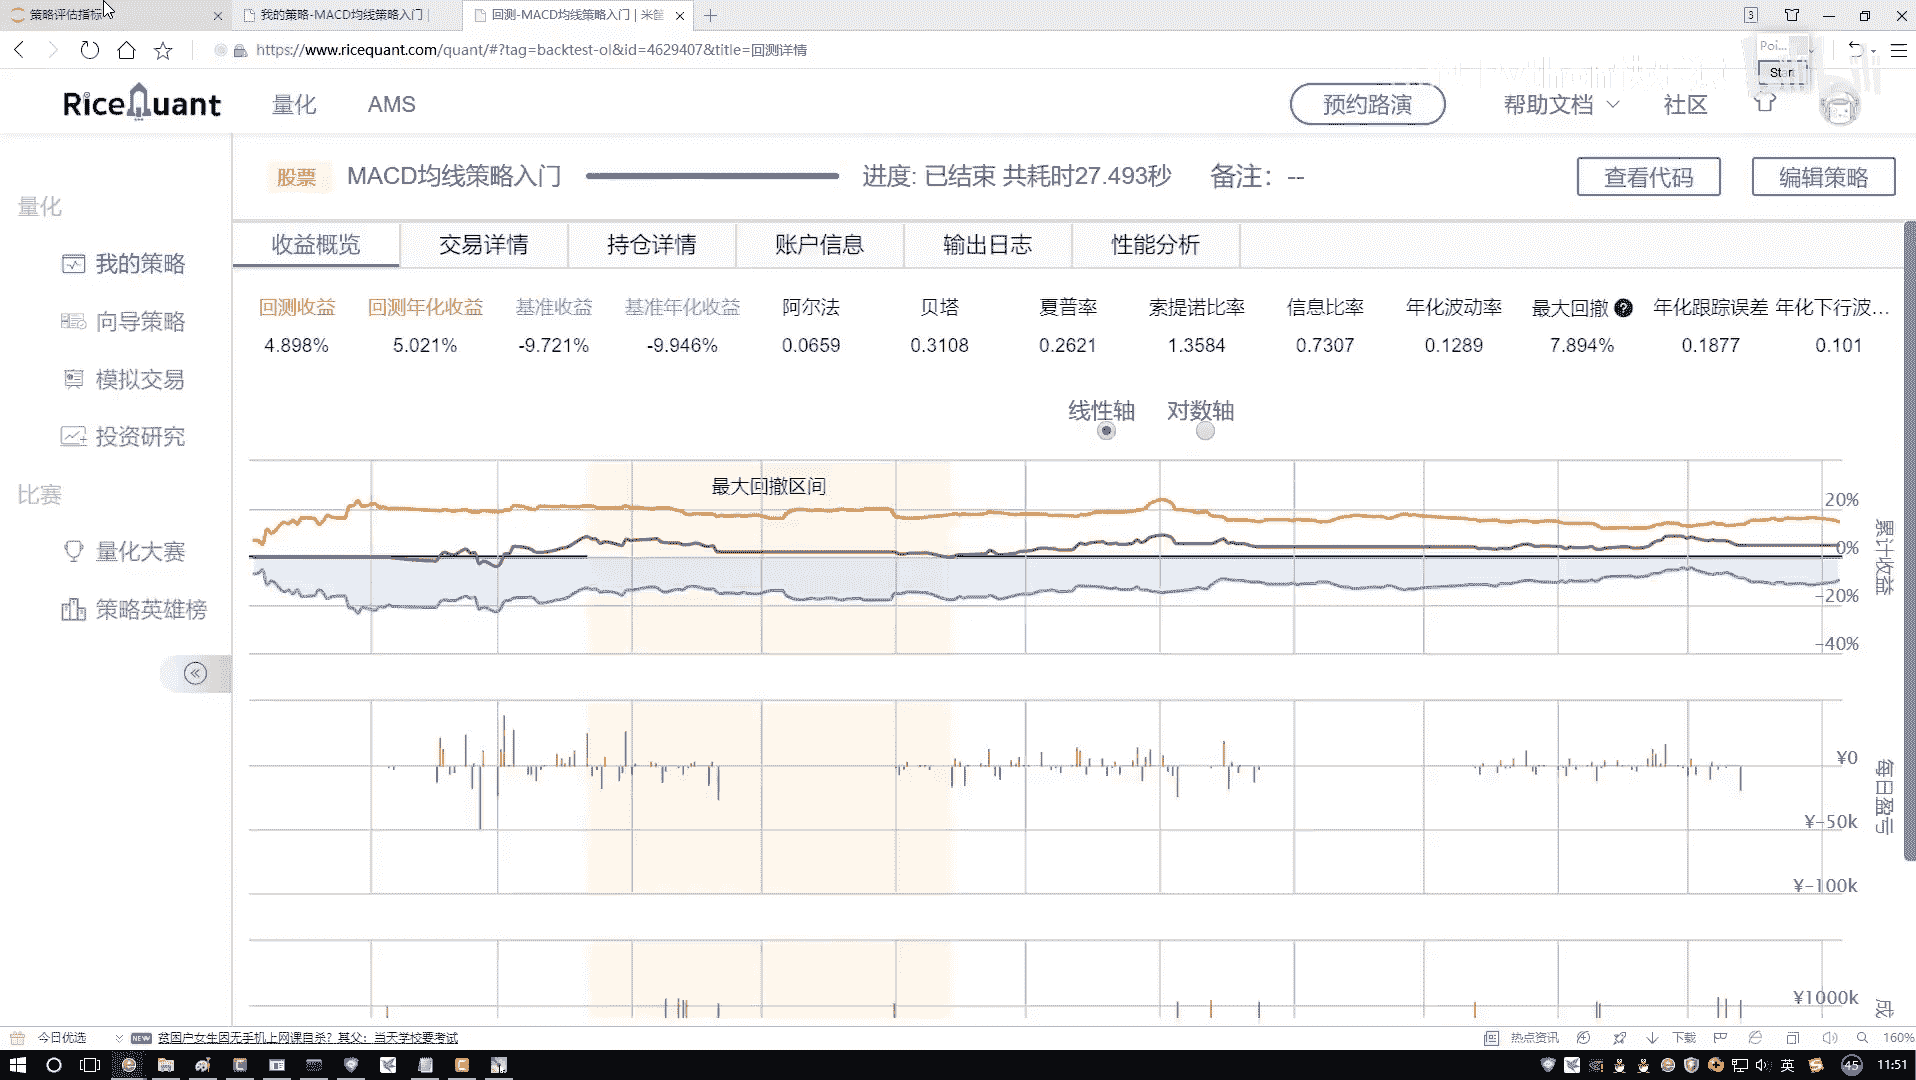 策略评估指标
我的策略-MACD均线策略入门 |
回测-MACD均线策略入门 | 米筐
3
https://www.ricequant.com/quant/#?tag=backtest-ol&id=4629407&title=回测详情
Poi...
Start
RiceQuant
量化
AMS
预约路演
帮助文档
社区
股票
MACD均线策略入门
进度: 已结束 共耗时27.493秒
备注：--
查看代码
编辑策略
量化
我的策略
向导策略
模拟交易
投资研究
比赛
量化大赛
策略英雄榜
收益概览
交易详情
持仓详情
账户信息
输出日志
性能分析
回测收益 回测年化收益 基准收益 基准年化收益 阿尔法 贝塔 夏普率 索提诺比率 信息比率 年化波动率 最大回撤 年化跟踪误差 年化下行波...
4.898% 5.021% -9.721% -9.946% 0.0659 0.3108 0.2621 1.3584 0.7307 0.1289 7.894% 0.1877 0.101
线性轴 对数轴
最大回撤区间
20%
0%
-20%
-40%
累计收益
¥0
¥-50k
¥-100k
每日盈亏
¥1000k
成
今日优选
NEW
贫困户女生因无手机上网课自杀？其父：当天学校要考试
热点资讯
下载
160%
英
45
11:51